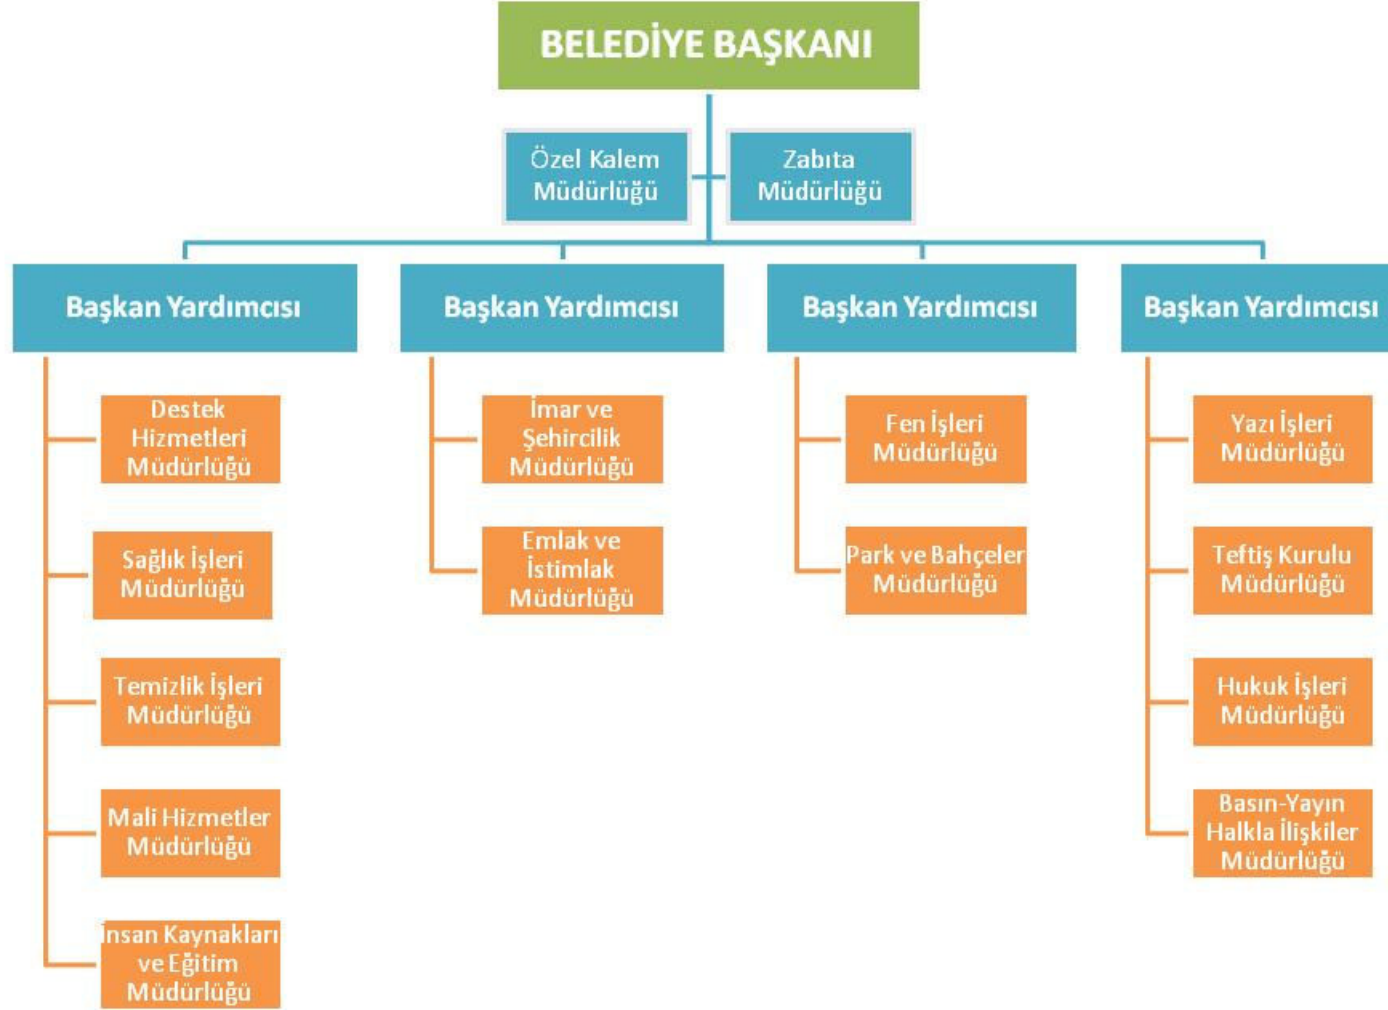 BELEDİYE BAŞKANI
Özel Kalem
Müdürlüğü
Zabıta
Müdürlüğü
Başkan Yardımcısı
Destek
Hizmetleri
Müdürlüğü
Sağlık İşleri
Müdürlüğü
Temizlik İşleri
Müdürlüğü
Mali Hizmetler
Müdürlüğü
İnsan Kaynakları
ve Eğitim
Müdürlüğü
Başkan Yardımcısı
İmar ve
Şehircilik
Müdürlüğü
Emlak ve
İstimlak
Müdürlüğü
Başkan Yardımcısı
Fen İşleri
Müdürlüğü
Park ve Bahçeler
Müdürlüğü
Başkan Yardımcısı
Yazı İşleri
Müdürlüğü
Teftiş Kurulu
Müdürlüğü
Hukuk İşleri
Müdürlüğü
Basın-Yayın
Halkla İlişkiler
Müdürlüğü